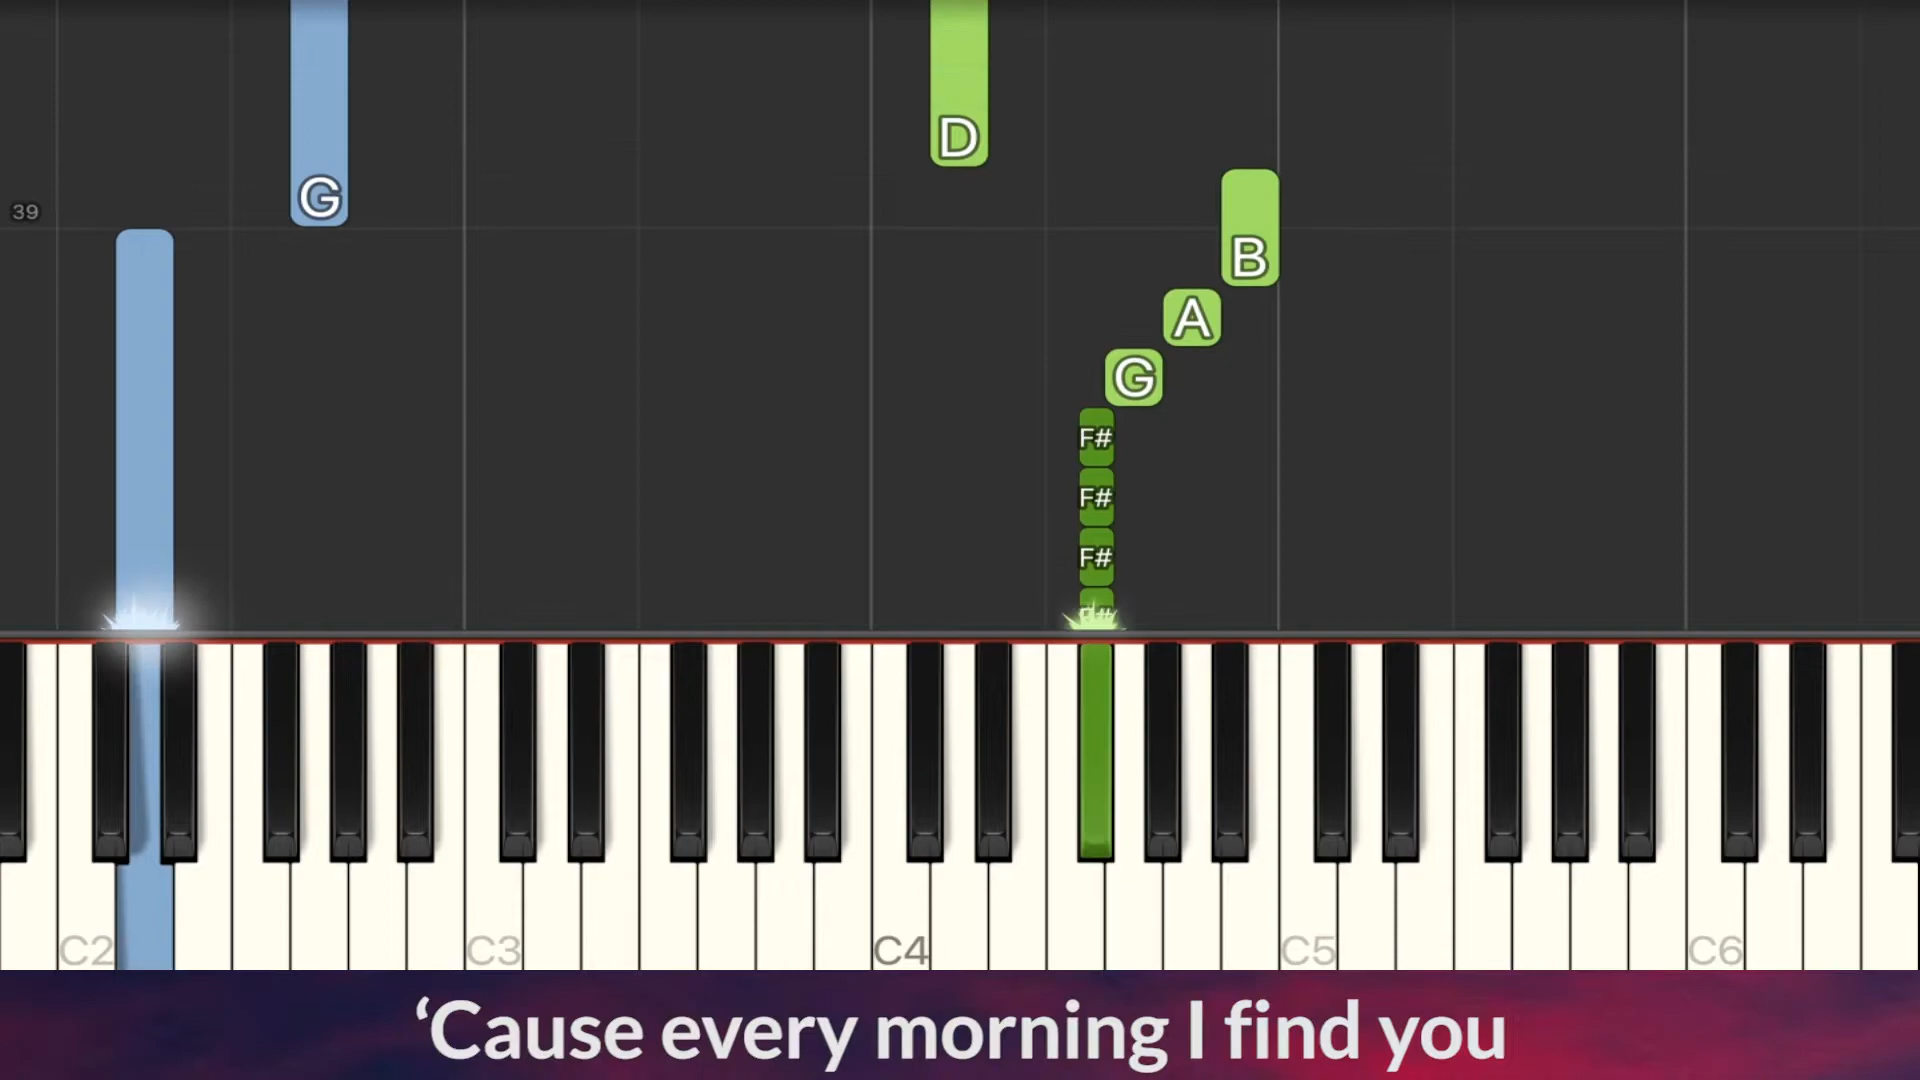 D
G
39
B
A
G
F#
F#
F#
F#
C2 C3 C4 C5 C6
‘Cause every morning I find you